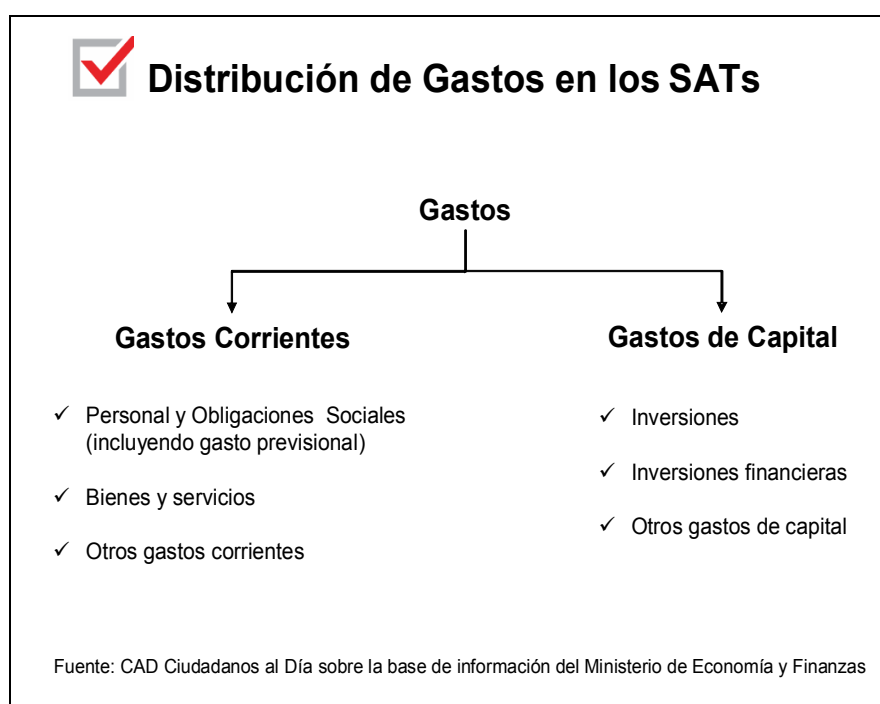 Distribución de Gastos en los SATs
Gastos
Gastos Corrientes
✓ Personal y Obligaciones Sociales
(incluyendo gasto previsional)
✓ Bienes y servicios
✓ Otros gastos corrientes
Gastos de Capital
✓ Inversiones
✓ Inversiones financieras
✓ Otros gastos de capital
Fuente: CAD Ciudadanos al Día sobre la base de información del Ministerio de Economía y Finanzas